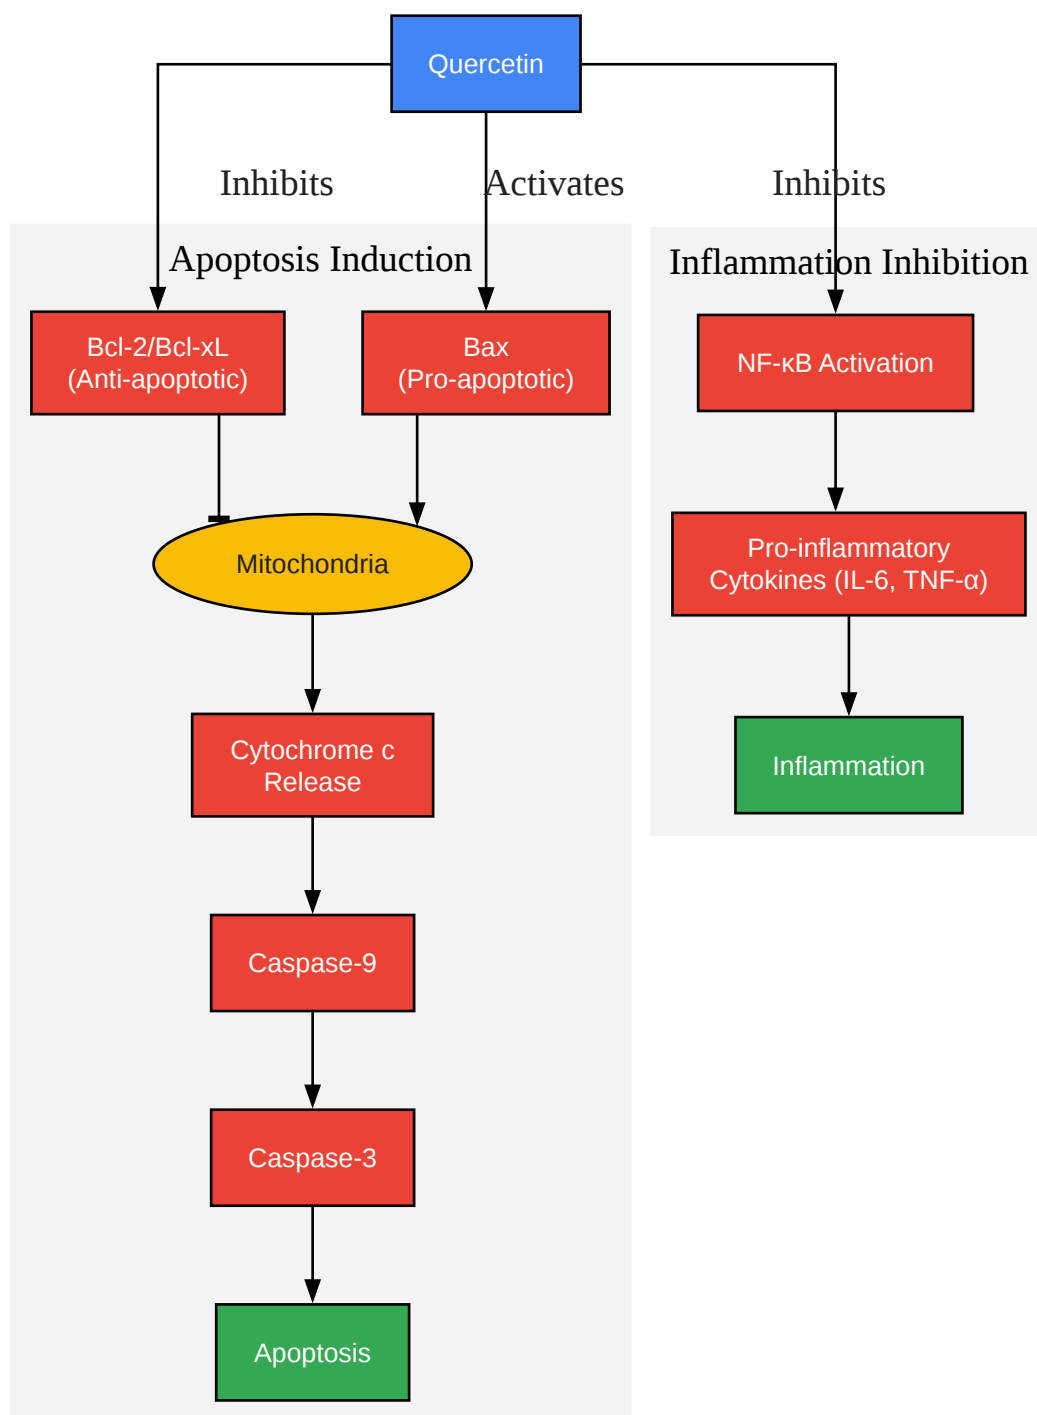 Quercetin
Inhibits
Activates
Inhibits
Apoptosis Induction
Inflammation Inhibition
Bcl-2/Bcl-xL
(Anti-apoptotic)
Bax
(Pro-apoptotic)
NF-κB Activation
Mitochondria
Pro-inflammatory
Cytokines (IL-6, TNF-α)
Cytochrome c
Release
Inflammation
Caspase-9
Caspase-3
Apoptosis